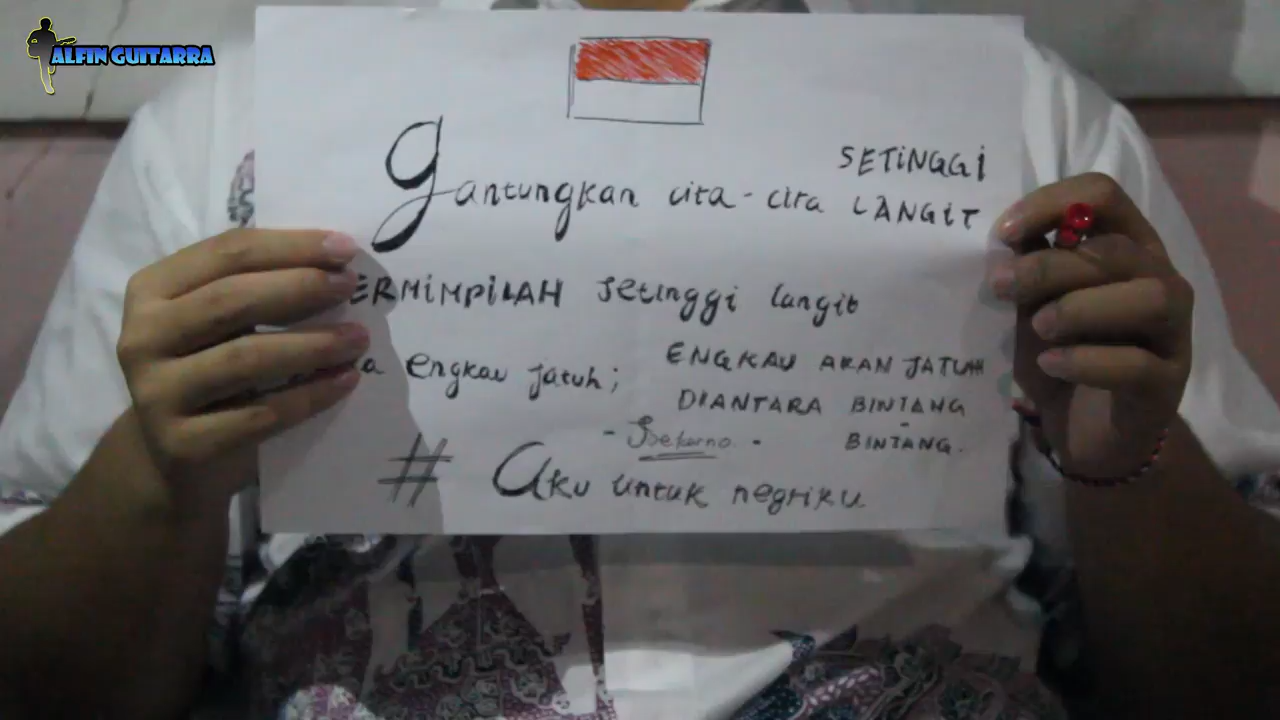 ALFIN GUITARRA
Gantungkan cita-cita SETiNGGi LANGiT
ERMiMPiLAH setinggi langit
a engkau jatuh; ENGKAU AKAN JATUH
DIANTARA BINTANG
- BINTANG.
- Soekarno -
# Aku untuk negriku